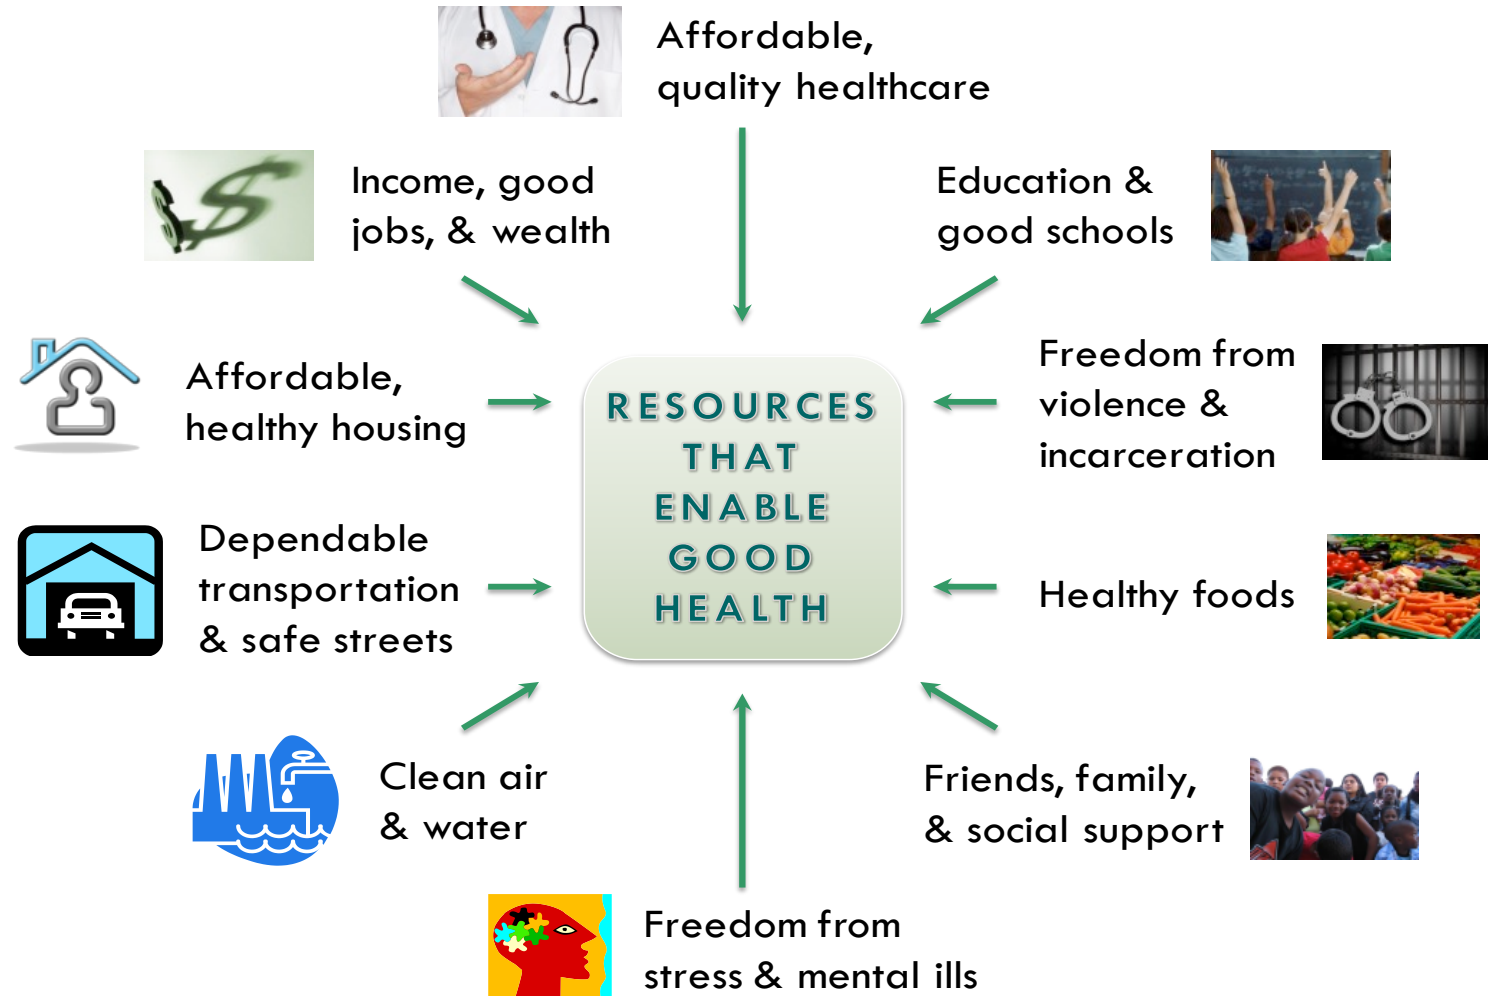 Affordable,
quality healthcare
Income, good
jobs, & wealth
Education &
good schools
Affordable,
healthy housing
Freedom from
violence &
incarceration
RESOURCES
THAT
ENABLE
GOOD
HEALTH
Dependable
transportation
& safe streets
Healthy foods
Clean air
& water
Friends, family,
& social support
Freedom from
stress & mental ills